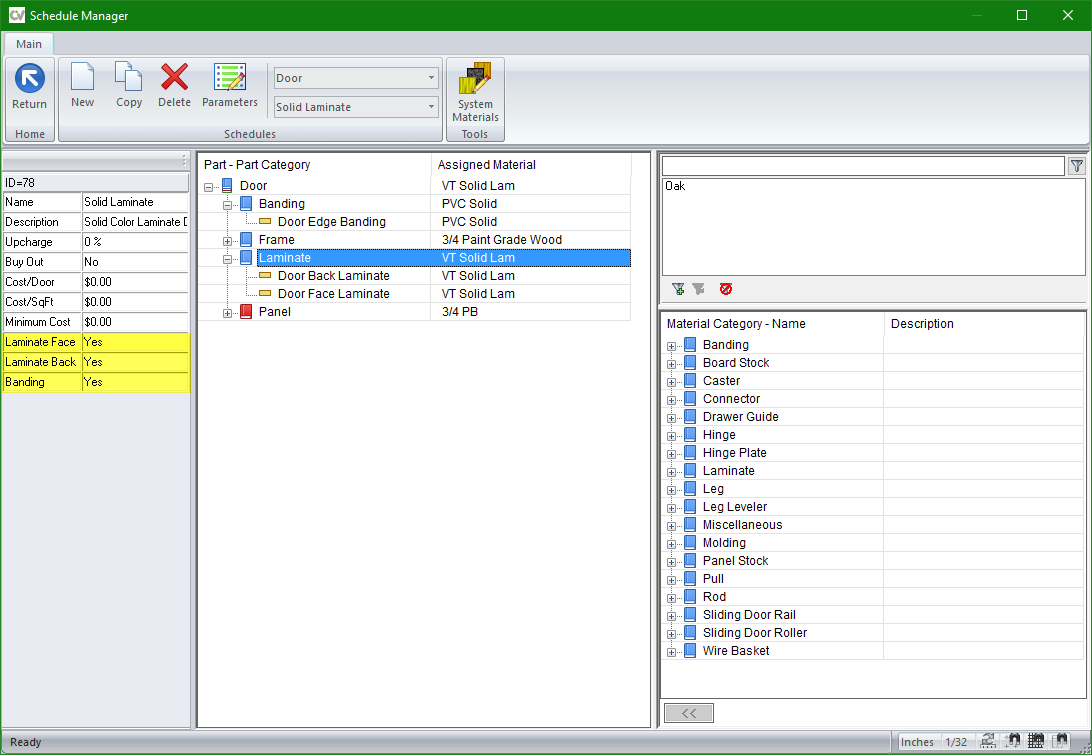 CV Schedule Manager
Main
Return
Home
New
Copy
Delete
Parameters
Door
Solid Laminate
Schedules
System
Materials
Tools
ID=78
Name Solid Laminate
Description Solid Color Laminate D
Upcharge 0 %
Buy Out No
Cost/Door $0.00
Cost/SqFt $0.00
Minimum Cost $0.00
Laminate Face Yes
Laminate Back Yes
Banding Yes
Part - Part Category Assigned Material
Door VT Solid Lam
Banding PVC Solid
Door Edge Banding PVC Solid
Frame 3/4 Paint Grade Wood
Laminate VT Solid Lam
Door Back Laminate VT Solid Lam
Door Face Laminate VT Solid Lam
Panel 3/4 PB
Oak
Material Category - Name Description
Banding
Board Stock
Caster
Connector
Drawer Guide
Hinge
Hinge Plate
Laminate
Leg
Leg Leveler
Miscellaneous
Molding
Panel Stock
Pull
Rod
Sliding Door Rail
Sliding Door Roller
Wire Basket
<<
Ready
Inches 1/32